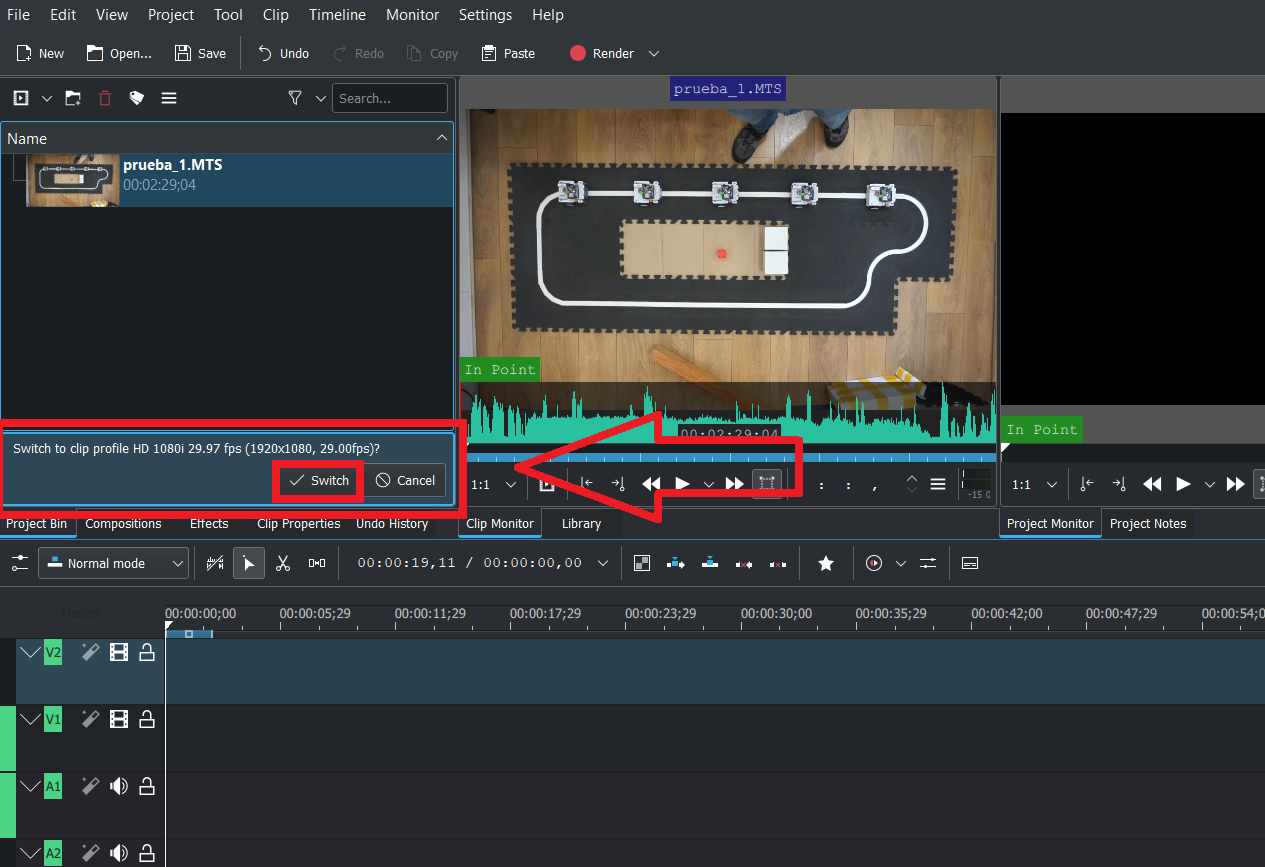 File Edit View Project Tool Clip Timeline Monitor Settings Help
New Open... Save Undo Redo Copy Paste Render
Search...
prueba_1.MTS
Name
prueba_1.MTS
00:02:29;04
In Point
00:02:29;04
In Point
Switch to clip profile HD 1080i 29.97 fps (1920x1080, 29.00fps)?
Switch Cancel
1:1 : : , -15 0 1:1
Project Bin Compositions Effects Clip Properties Undo History Clip Monitor Library Project Monitor Project Notes
Normal mode 00:00:19,11 / 00:00:00,00
Master 00:00:00;00 00:00:05;29 00:00:11;29 00:00:17;29 00:00:23;29 00:00:30;00 00:00:35;29 00:00:42;00 00:00:47;29 00:00:54;0
V2
V1
A1
A2